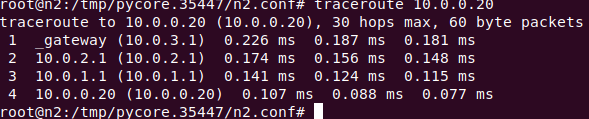 root@n2:/tmp/pycore.35447/n2.conf# traceroute 10.0.0.20
traceroute to 10.0.0.20 (10.0.0.20), 30 hops max, 60 byte packets
 1  _gateway (10.0.3.1)  0.226 ms  0.187 ms  0.181 ms
 2  10.0.2.1 (10.0.2.1)  0.174 ms  0.156 ms  0.148 ms
 3  10.0.1.1 (10.0.1.1)  0.141 ms  0.124 ms  0.115 ms
 4  10.0.0.20 (10.0.0.20)  0.107 ms  0.088 ms  0.077 ms
root@n2:/tmp/pycore.35447/n2.conf#